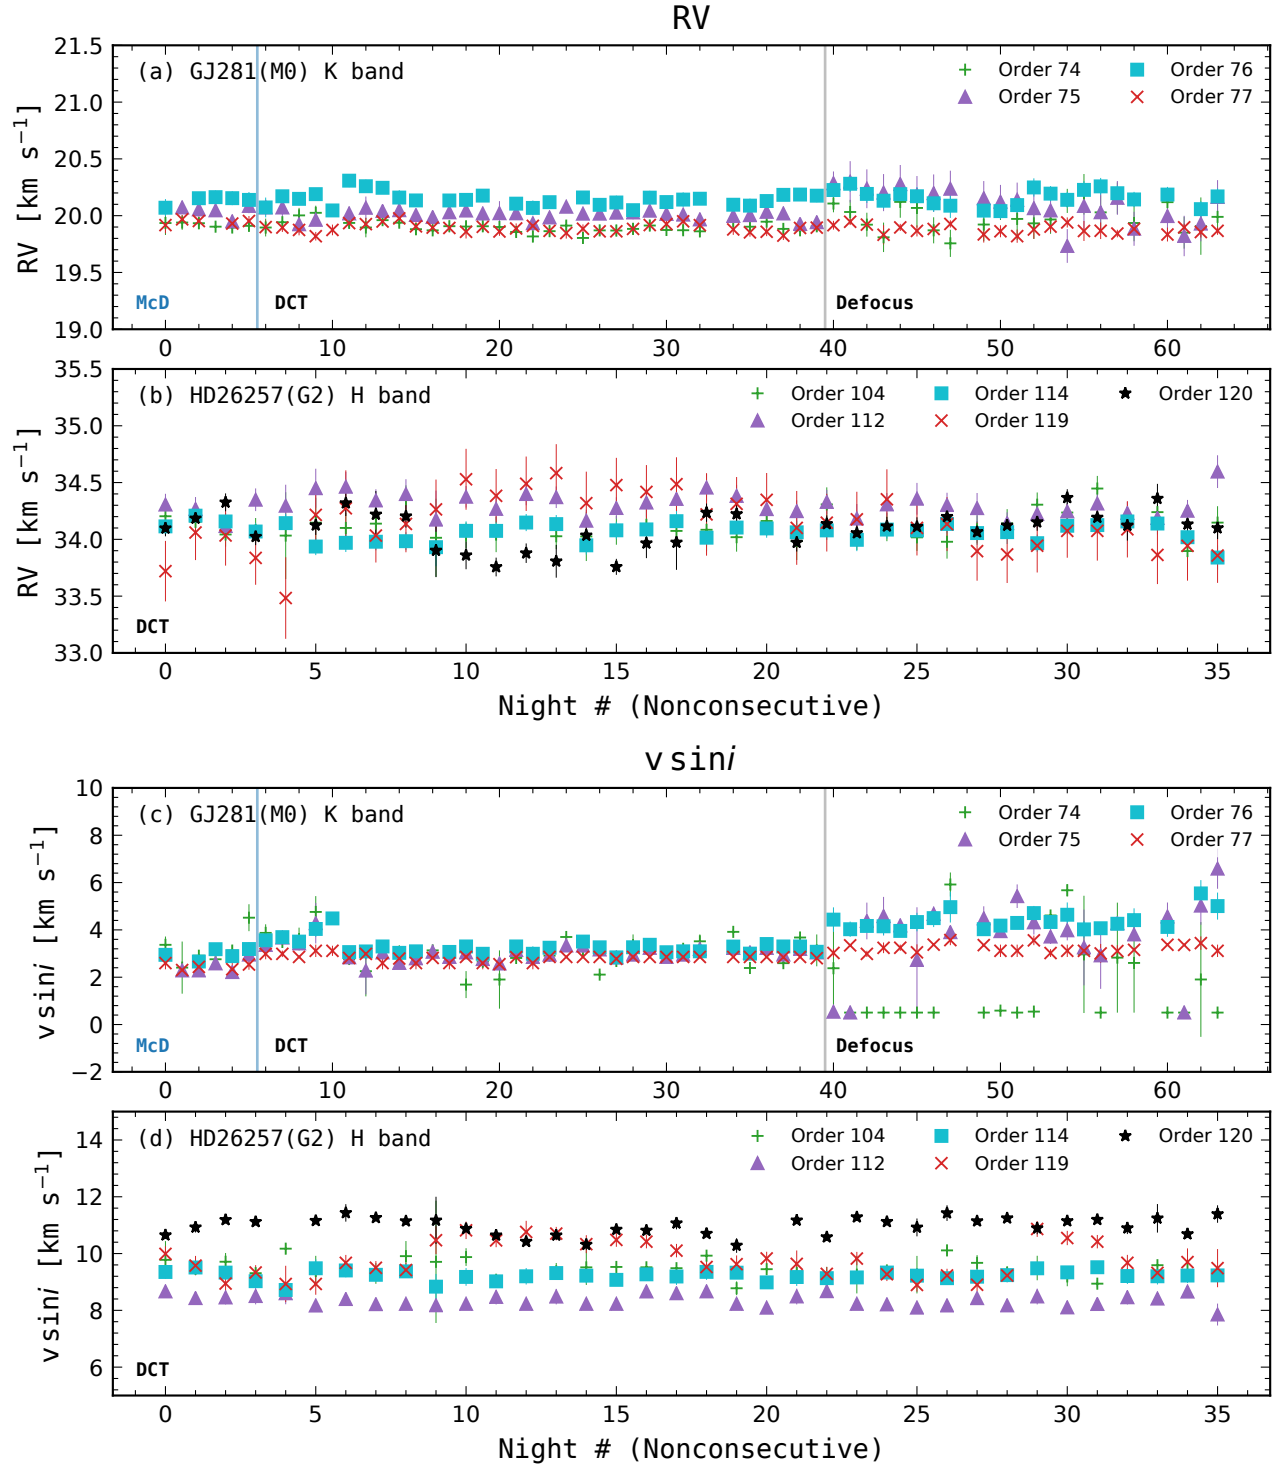 RV
21.5
21.0
20.5
20.0
19.5
19.0
RV [km s⁻¹]
(a) GJ281(M0) K band
Order 74
Order 75
Order 76
Order 77
McD
DCT
Defocus
0 10 20 30 40 50 60
35.5
35.0
34.5
34.0
33.5
33.0
RV [km s⁻¹]
(b) HD26257(G2) H band
Order 104
Order 112
Order 114
Order 119
Order 120
DCT
0 5 10 15 20 25 30 35
Night # (Nonconsecutive)
v sini
10
8
6
4
2
0
−2
v sini [km s⁻¹]
(c) GJ281(M0) K band
Order 74
Order 75
Order 76
Order 77
McD
DCT
Defocus
0 10 20 30 40 50 60
14
12
10
8
6
v sini [km s⁻¹]
(d) HD26257(G2) H band
Order 104
Order 112
Order 114
Order 119
Order 120
DCT
0 5 10 15 20 25 30 35
Night # (Nonconsecutive)